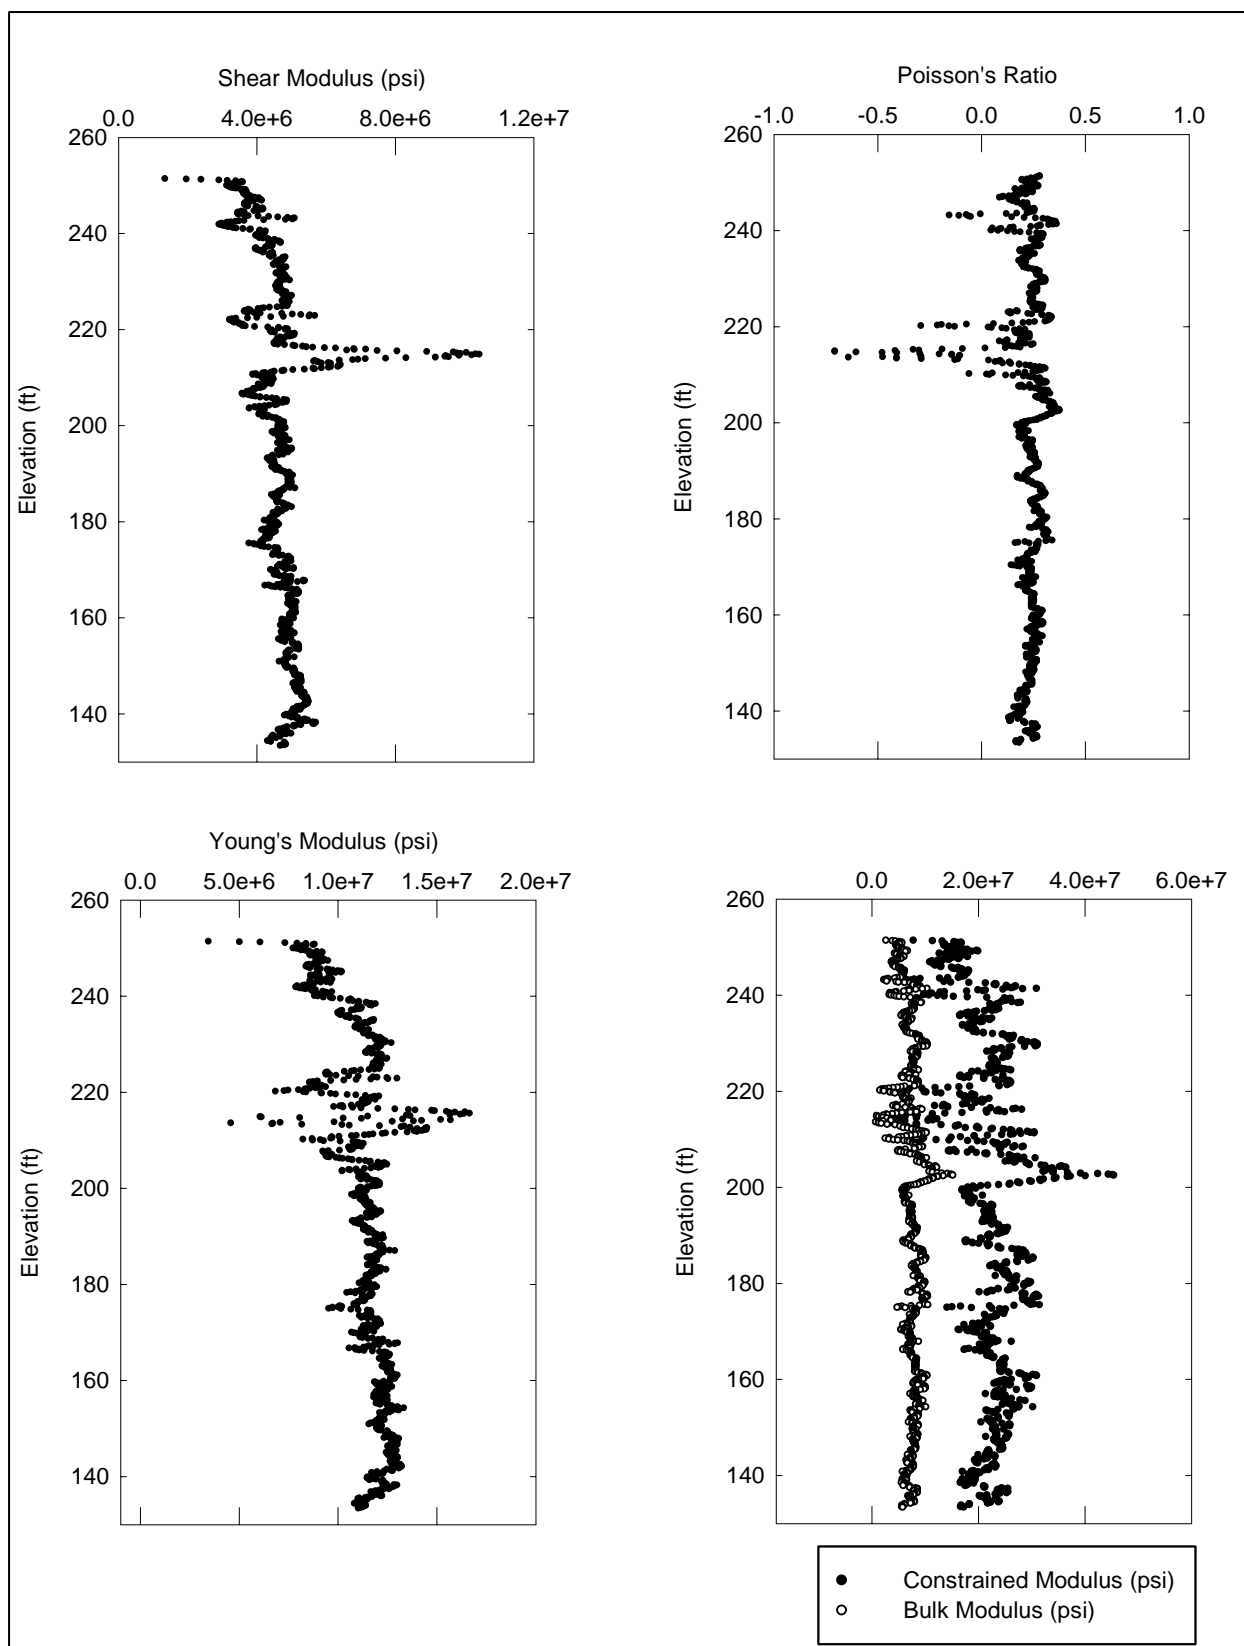 Shear Modulus (psi)
0.0 4.0e+6 8.0e+6 1.2e+7
Elevation (ft)
260
240
220
200
180
160
140
Poisson's Ratio
-1.0 -0.5 0.0 0.5 1.0
Elevation (ft)
260
240
220
200
180
160
140
Young's Modulus (psi)
0.0 5.0e+6 1.0e+7 1.5e+7 2.0e+7
Elevation (ft)
260
240
220
200
180
160
140
0.0 2.0e+7 4.0e+7 6.0e+7
Elevation (ft)
260
240
220
200
180
160
140
Constrained Modulus (psi)
Bulk Modulus (psi)